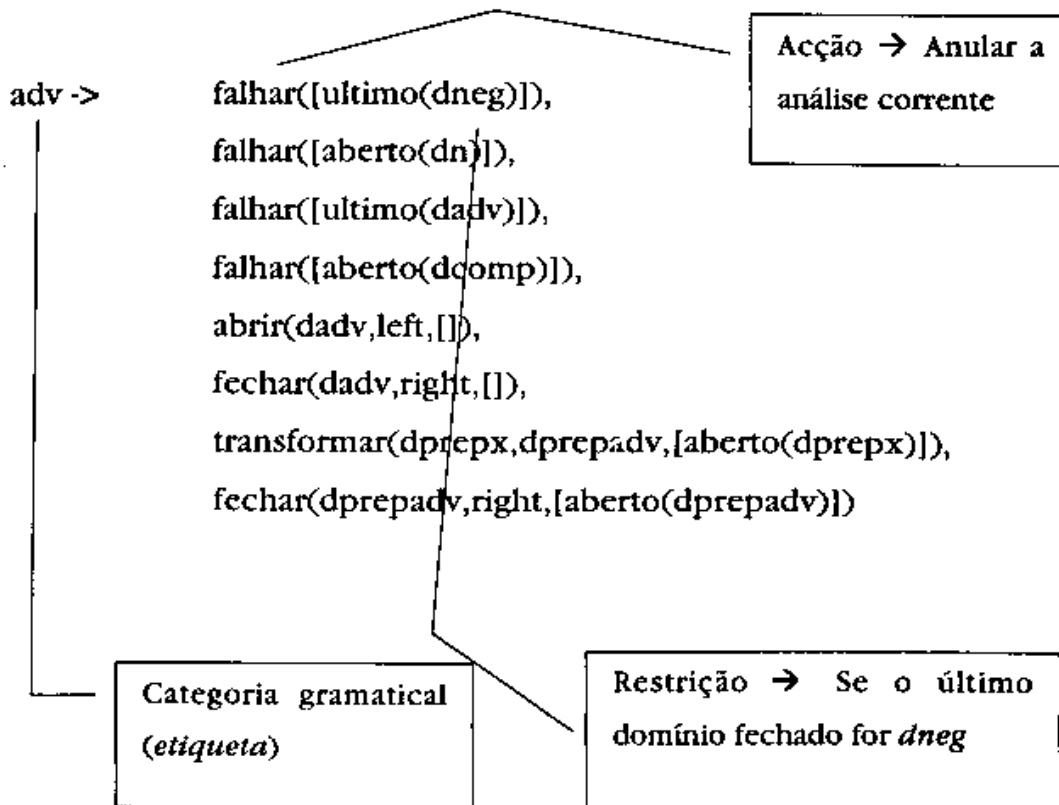 Acção → Anular a
análise corrente
adv -> falhar([ultimo(dneg)]),
falhar([aberto(dn)]),
falhar([ultimo(dadv)]),
falhar([aberto(dcomp)]),
abrir(dadv,left,[]),
fechar(dadv,right,[]),
transformar(dprepx,dprepadv,[aberto(dprepx)]),
fechar(dprepadv,right,[aberto(dprepadv)])
Categoria gramatical
(etiqueta)
Restrição → Se o último
domínio fechado for dneg